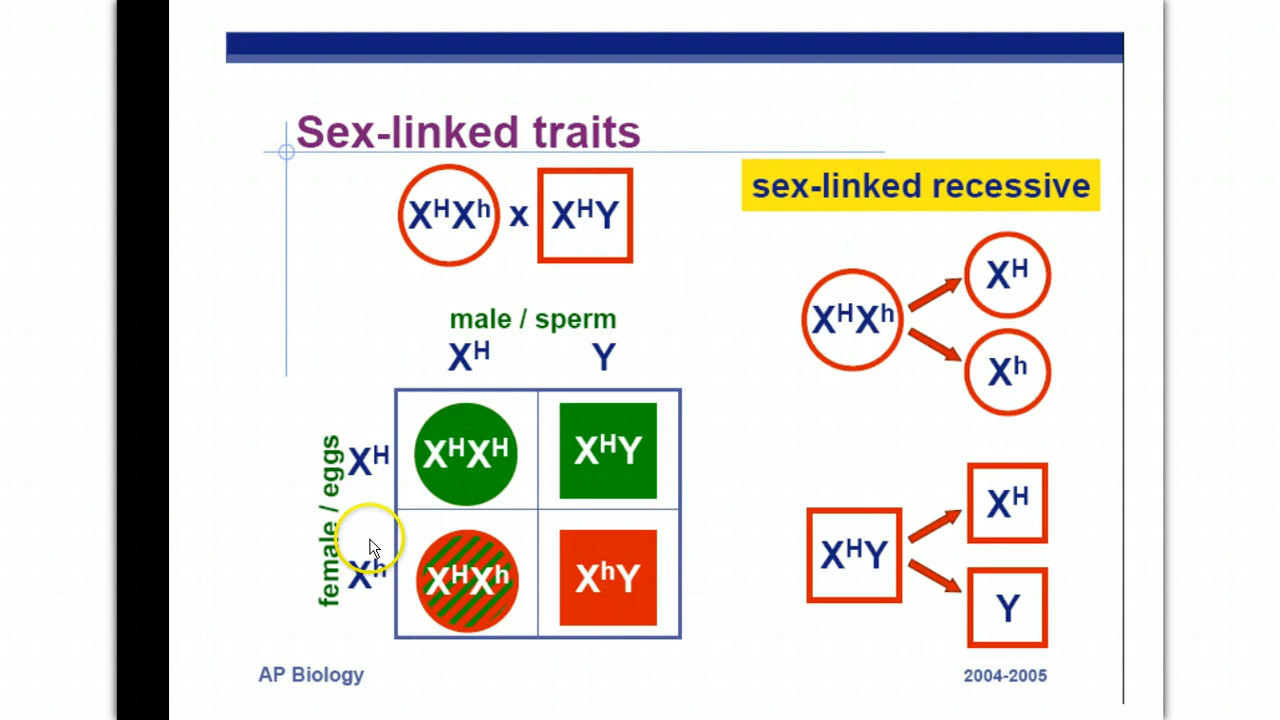 Sex-linked traits
sex-linked recessive
XᴴXʰ x XᴴY
male / sperm
Xᴴ Y
female / eggs
Xᴴ
Xʰ
XᴴXᴴ XᴴY
XᴴXʰ XʰY
XᴴXʰ
Xᴴ
Xʰ
XᴴY
Xᴴ
Y
AP Biology
2004-2005